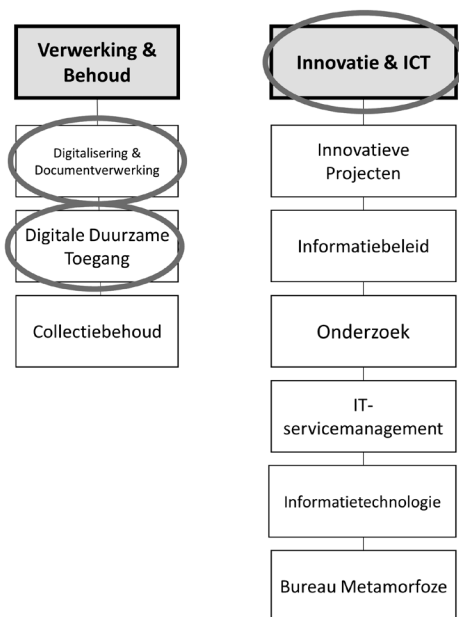 Verwerking &
Behoud
Digitalisering &
Documentverwerking
Digitale Duurzame
Toegang
Collectiebehoud
Innovatie & ICT
Innovatieve
Projecten
Informatiebeleid
Onderzoek
IT-
servicemanagement
Informatietechnologie
Bureau Metamorfoze